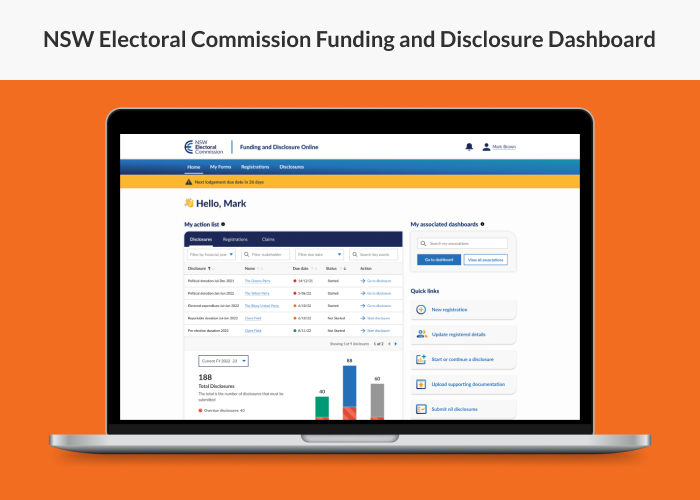 NSW Electoral Commission Funding and Disclosure Dashboard
NSW
Electoral
Commission
Funding and Disclosure Online
Mark Brown
Home My Forms Registrations Disclosures
Next lodgement due date in 20 days
Hello, Mark
My action list
Disclosures Registrations Claims
Filter by financial year Filter stakeholder Filter due date Search key words
Disclosure Name Due date Status Action
Political donation Jul-Dec 2021 The Green Party 14/12/21 Started Go to disclosure
Political donation Jan-Jun 2022 The Yellow Party 5/06/22 Started Go to disclosure
Electoral expenditure Jul-Jun 2022 The Blues Union Party 6/10/22 Started Go to disclosure
Reportable donation Jul-Jun 2022 Claire Field 6/10/22 Not Started Start disclosure
Pre-election donation 2022 Claire Field 8/11/22 Not Started Start disclosure
Showing 5 of 9 disclosures 1 of 2
Current FY 2022 -23
188
Total Disclosures
The total is the number of disclosures that must be
submitted
Overdue disclosures 40
40
88
60
My associated dashboards
Search my associations
Go to dashboard View all associations
Quick links
New registration
Update registered details
Start or continue a disclosure
Upload supporting documentation
Submit nil disclosures